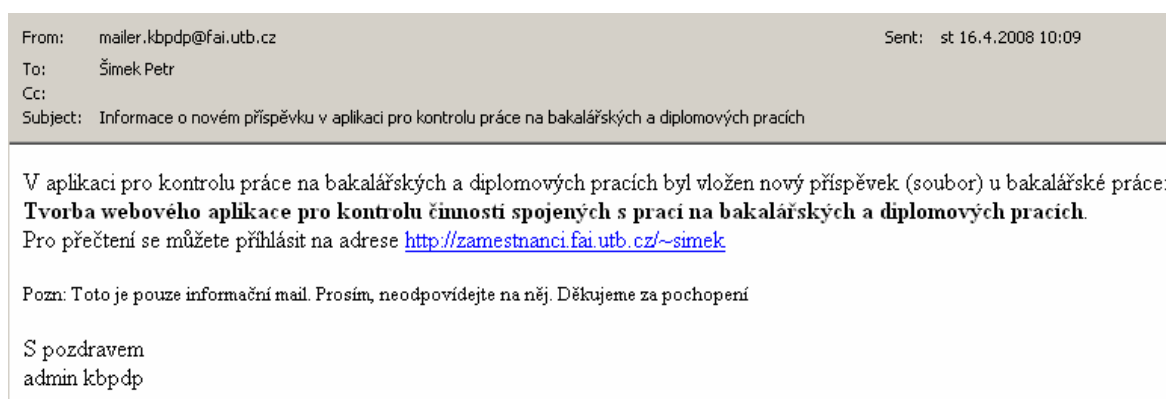 From: mailer.kbpdp@fai.utb.cz Sent: st 16.4.2008 10:09
To: Šimek Petr
Cc:
Subject: Informace o novém příspěvku v aplikaci pro kontrolu práce na bakalářských a diplomových pracích
V aplikaci pro kontrolu práce na bakalářských a diplomových pracích byl vložen nový příspěvek (soubor) u bakalářské práce:
Tvorba webového aplikace pro kontrolu činností spojených s prací na bakalářských a diplomových pracích.
Pro přečtení se můžete příhlásit na adrese http://zamestnanci.fai.utb.cz/~simek
Pozn: Toto je pouze informační mail. Prosím, neodpovídejte na něj. Děkujeme za pochopení
S pozdravem
admin kbpdp